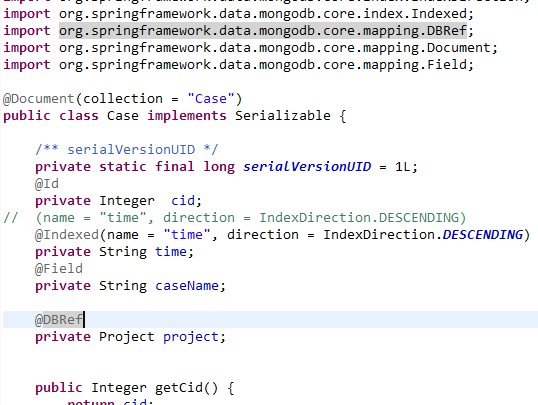 import org.springframework.data.mongodb.core.index.Indexed;
import org.springframework.data.mongodb.core.mapping.DBRef;
import org.springframework.data.mongodb.core.mapping.Document;
import org.springframework.data.mongodb.core.mapping.Field;
@Document(collection = "Case")
public class Case implements Serializable {
/** serialVersionUID */
private static final long serialVersionUID = 1L;
@Id
private Integer  cid;
//  (name = "time", direction = IndexDirection.DESCENDING)
@Indexed(name = "time", direction = IndexDirection.DESCENDING)
private String time;
@Field
private String caseName;
@DBRef
private Project project;
public Integer getCid() {
return cid;